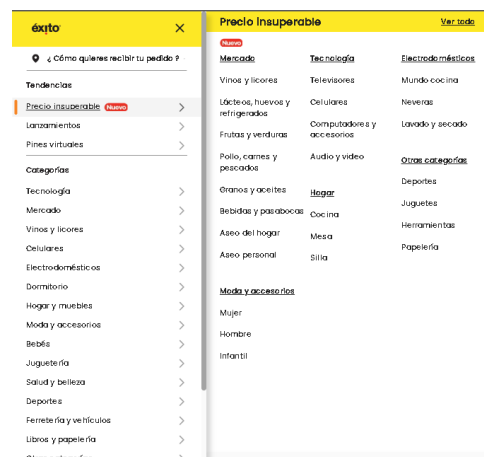 éxito
¿ Cómo quieres recibir tu pedido ?
Tendencias
Precio insuperable Nuevo
Lanzamientos
Pines virtuales
Categorías
Tecnología
Mercado
Vinos y licores
Celulares
Electrodomésticos
Dormitorio
Hogar y muebles
Moda y accesorios
Bebés
Juguetería
Salud y belleza
Deportes
Ferretería y vehículos
Libros y papelería
Precio insuperable
Ver todo
Nuevo
Mercado
Vinos y licores
Lácteos, huevos y
refrigerados
Frutas y verduras
Pollo, carnes y
pescados
Granos y aceites
Bebidas y pasabocas
Aseo del hogar
Aseo personal
Moda y accesorios
Mujer
Hombre
Infantil
Tecnología
Televisores
Celulares
Computadores y
accesorios
Audio y video
Hogar
Cocina
Mesa
Silla
Electrodomésticos
Mundo cocina
Neveras
Lavado y secado
Otras categorías
Deportes
Juguetes
Herramientas
Papelería